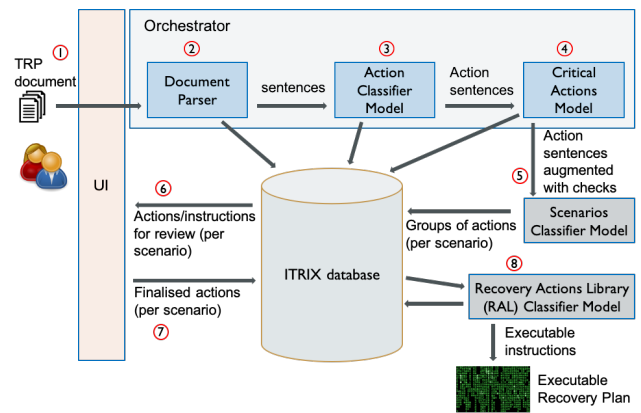 Orchestrator
1
TRP
document
2
Document
Parser
sentences
3
Action
Classifier
Model
Action
sentences
4
Critical
Actions Model
Action
sentences
augmented
with checks
5
Scenarios
Classifier Model
Groups of actions
(per scenario)
UI
6
Actions/instructions
for review (per
scenario)
ITRIX database
Finalised actions
(per scenario)
7
8
Recovery Actions Library
(RAL) Classifier Model
Executable
instructions
Executable
Recovery Plan